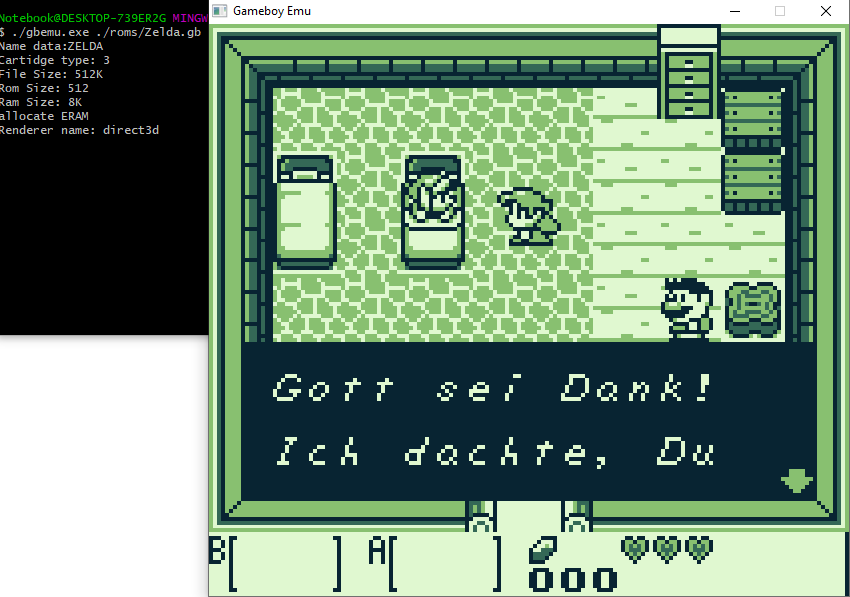 Notebook@DESKTOP-739ER2G MINGW
$ ./gbemu.exe ./roms/Zelda.gb
Name data:ZELDA
Cartidge type: 3
File Size: 512K
Rom Size: 512
Ram Size: 8K
allocate ERAM
Renderer name: direct3d
Gameboy Emu
Gott sei Dank!
Ich dachte, Du
B[ ] A[ ] 000